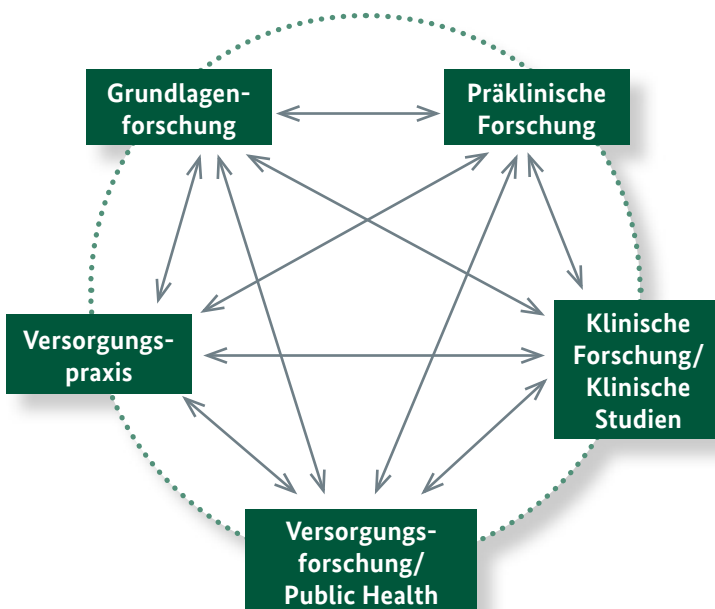 Grundlagen-
forschung
Präklinische
Forschung
Versorgungs-
praxis
Klinische
Forschung/
Klinische
Studien
Versorgungs-
forschung/
Public Health